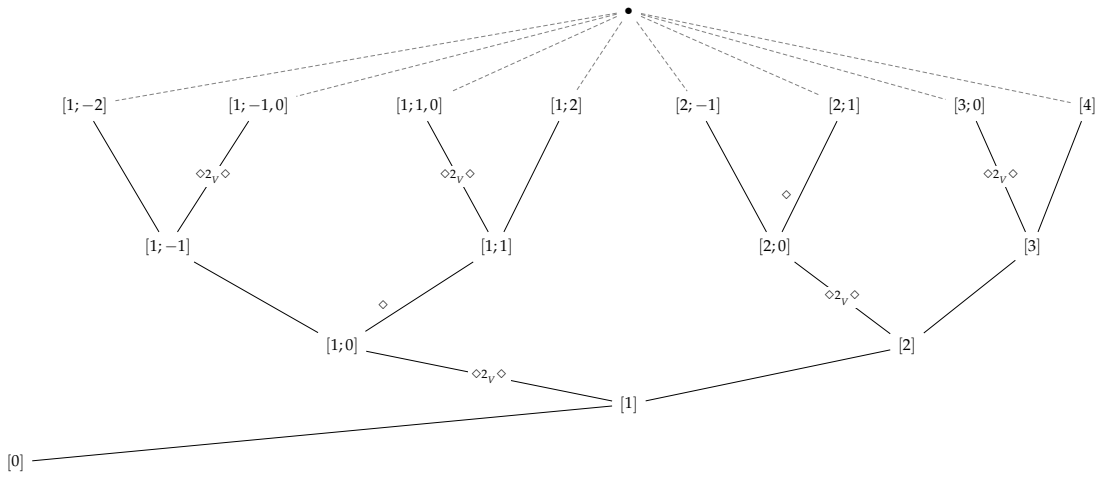 [1; −2] [1; −1, 0] [1; 1, 0] [1; 2] [2; −1] [2; 1] [3; 0] [4]
⋄2_V⋄ ⋄2_V⋄ ⋄2_V⋄
⋄
[1; −1] [1; 1] [2; 0] [3]
⋄2_V⋄
⋄
[1; 0] [2]
⋄2_V⋄
[1]
[0]